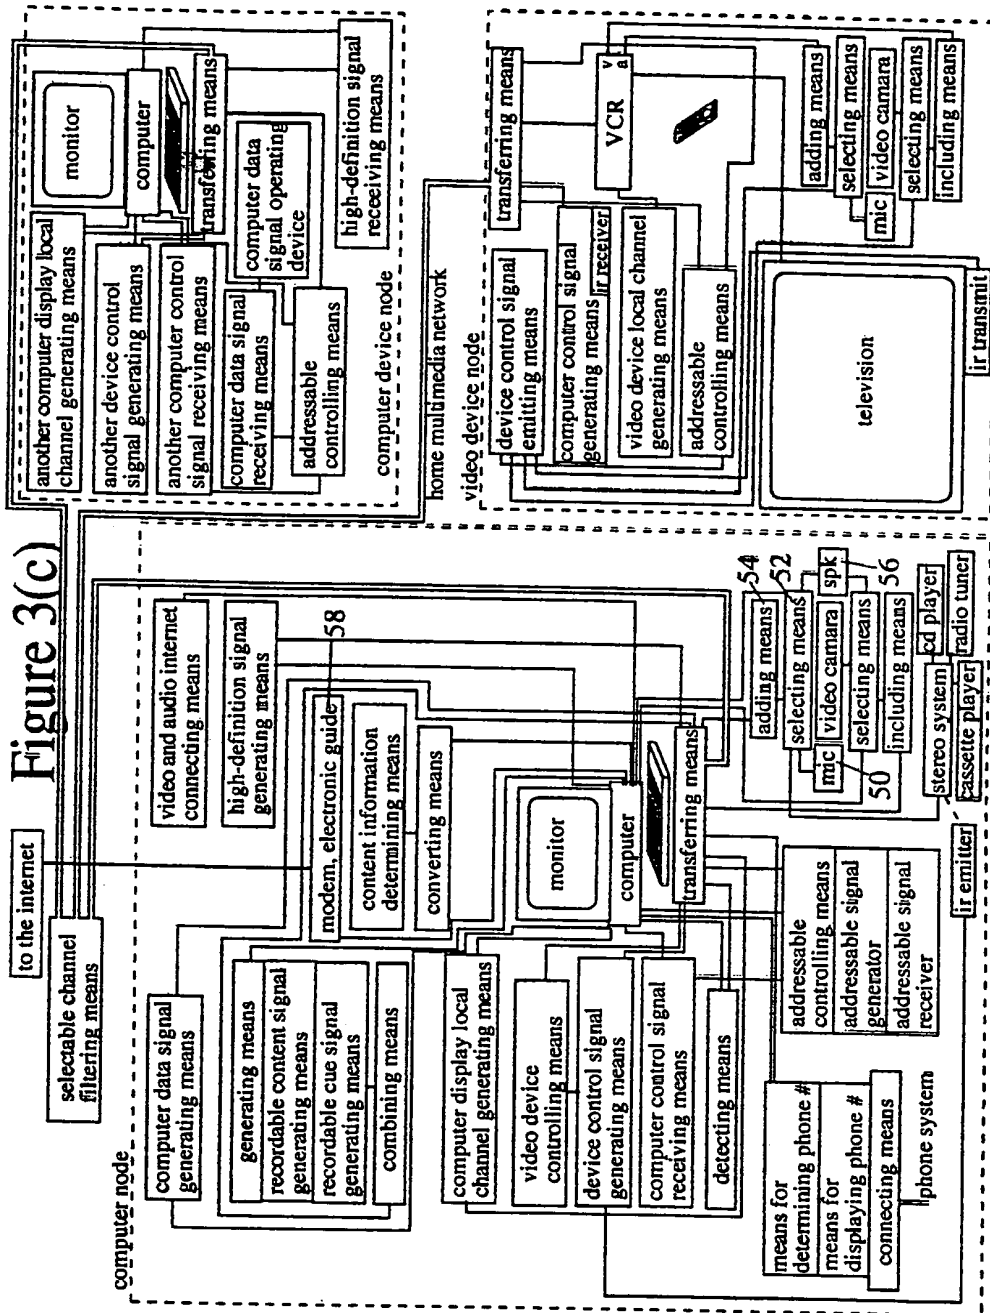 Figure 3(c)
to the internet
selectable channel
filtering means
computer node
computer data signal
generating means
generating means
recordable content signal
generating means
recordable cue signal
generating means
combining means
computer display local
channel generating means
video device
controlling means
device control signal
generating means
computer control signal
receiving means
detecting means
means for
determining phone #
means for
displaying phone #
connecting means
phone system
video and audio internet
connecting means
high-definition signal
generating means
modem, electronic guide
58
content information
determining means
converting means
monitor
computer
transferring means
addressable
controlling means
addressable signal
generator
addressable signal
receiver
adding means
54
selecting means
52
mic
video camara
spk
50
selecting means
56
including means
stereo system
cd player
radio tuner
cassette player
ir emitter
another computer display local
channel generating means
another device control
signal generating means
another computer control
signal receiving means
computer data signal
receiving means
addressable
controlling means
computer device node
monitor
computer
transfering means
computer data
signal operating
device
high-definition signal
receiving means
home multimedia network
video device node
transferring means
device control signal
emitting means
computer control signal
generating means
ir receiver
video device local channel
generating means
addressable
controlling means
VCR
v
a
television
ir transmit
adding means
selecting means
mic
video camara
selecting means
including means